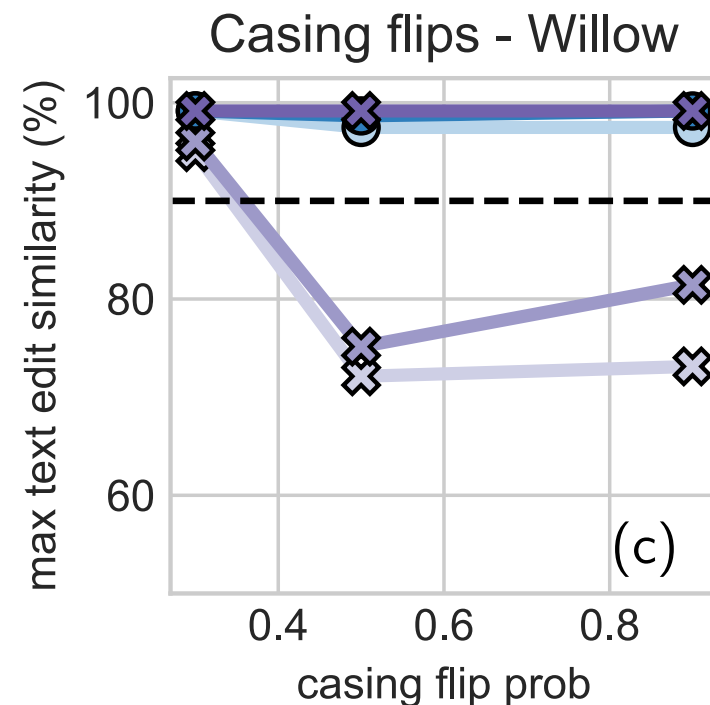 Casing flips - Willow
max text edit similarity (%)
100
80
60
(c)
0.4 0.6 0.8
casing flip prob